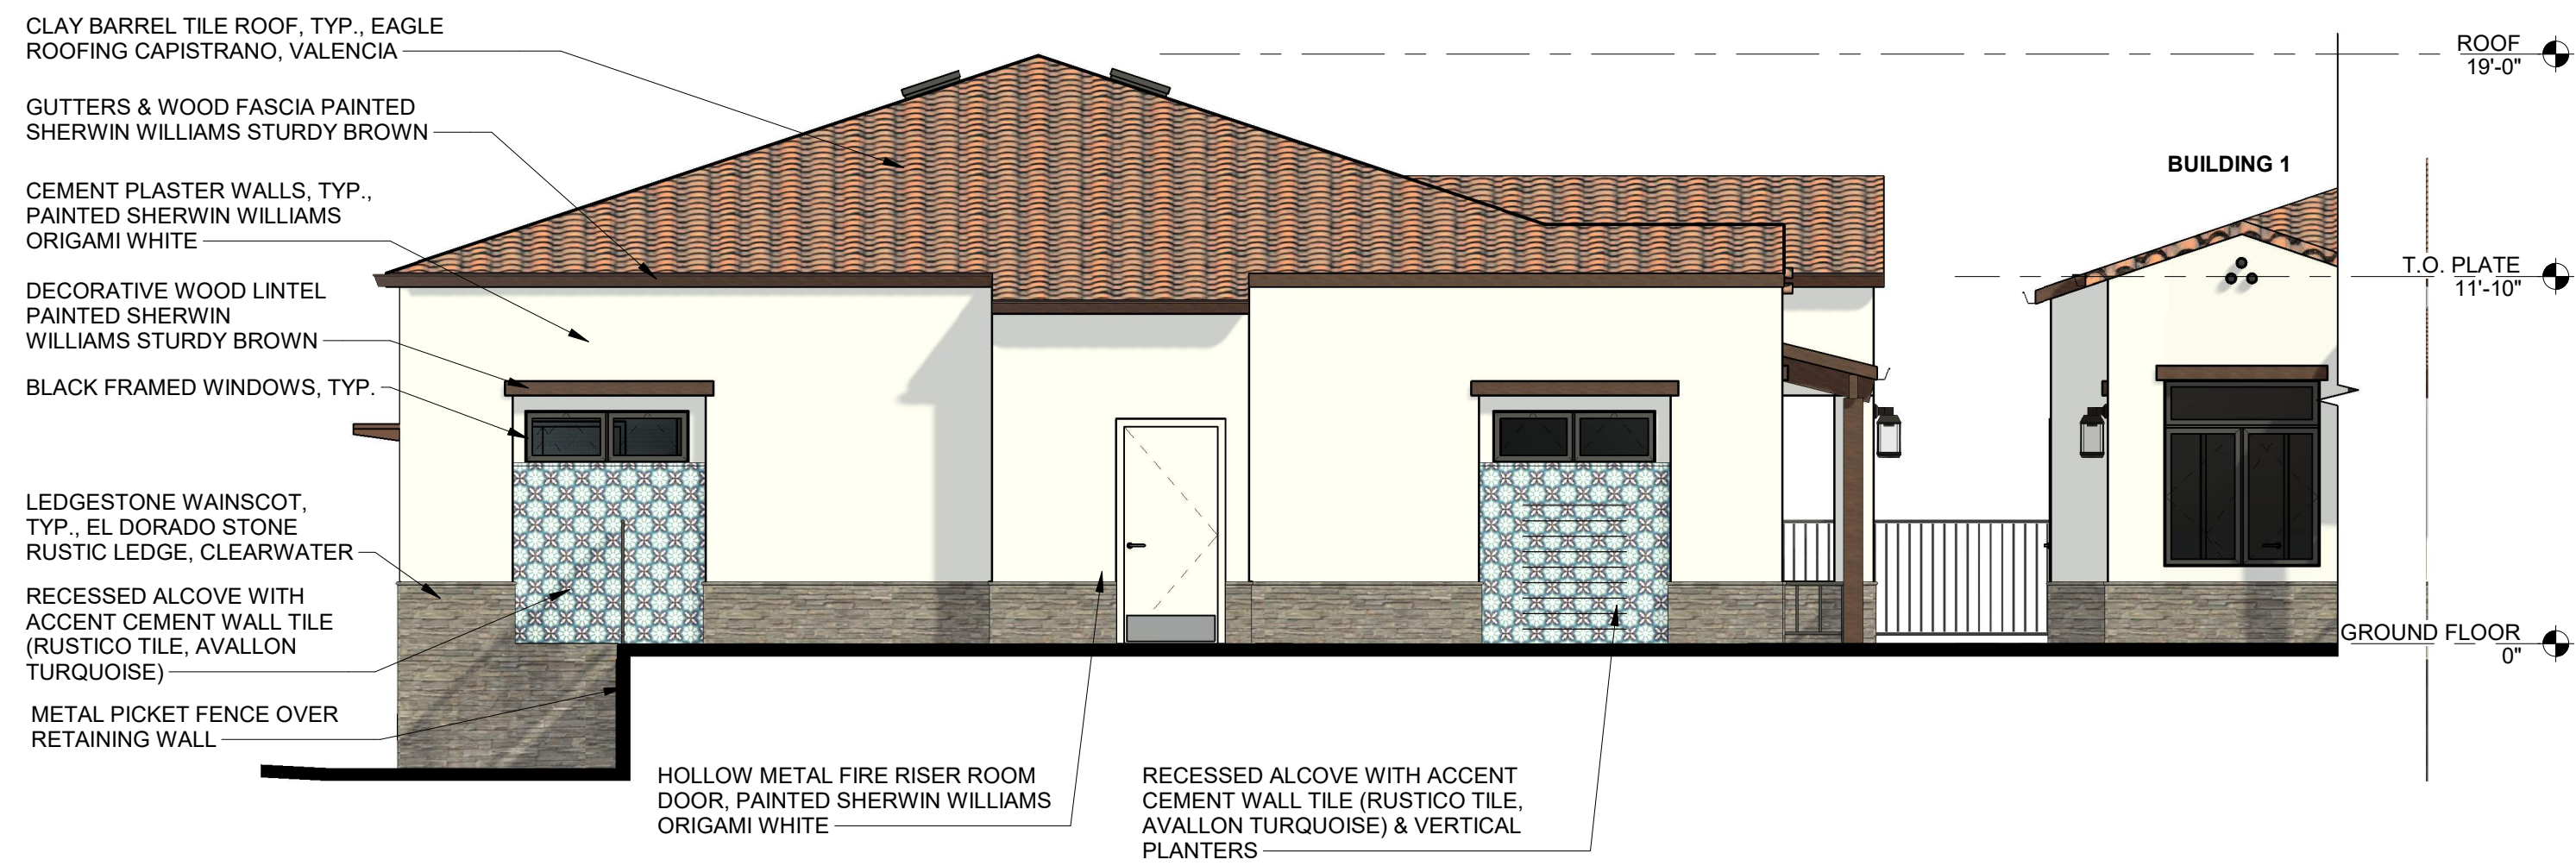 CLAY BARREL TILE ROOF, TYP., EAGLE
ROOFING CAPISTRANO, VALENCIA
GUTTERS & WOOD FASCIA PAINTED
SHERWIN WILLIAMS STURDY BROWN
CEMENT PLASTER WALLS, TYP.,
PAINTED SHERWIN WILLIAMS
ORIGAMI WHITE
DECORATIVE WOOD LINTEL
PAINTED SHERWIN
WILLIAMS STURDY BROWN
BLACK FRAMED WINDOWS, TYP.
LEDGESTONE WAINSCOT,
TYP., EL DORADO STONE
RUSTIC LEDGE, CLEARWATER
RECESSED ALCOVE WITH
ACCENT CEMENT WALL TILE
(RUSTICO TILE, AVALLON
TURQUOISE)
METAL PICKET FENCE OVER
RETAINING WALL
HOLLOW METAL FIRE RISER ROOM
DOOR, PAINTED SHERWIN WILLIAMS
ORIGAMI WHITE
RECESSED ALCOVE WITH ACCENT
CEMENT WALL TILE (RUSTICO TILE,
AVALLON TURQUOISE) & VERTICAL
PLANTERS
BUILDING 1
ROOF
19'-0"
T.O. PLATE
11'-10"
GROUND FLOOR
0"